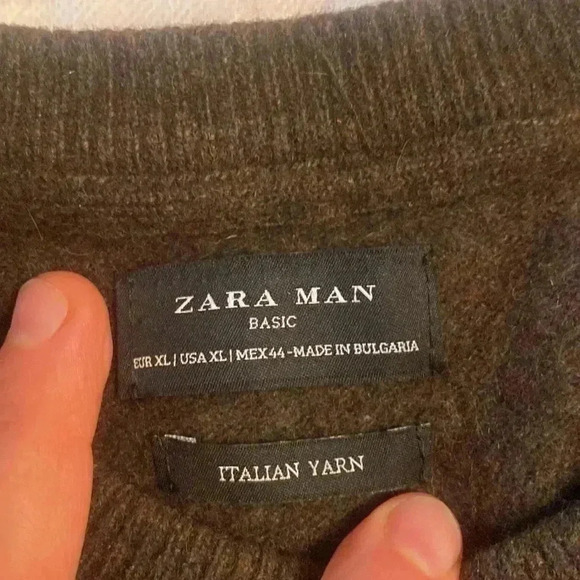 ZARA MAN
BASIC
EUR XL | USA XL | MEX 44 - MADE IN BULGARIA
ITALIAN YARN